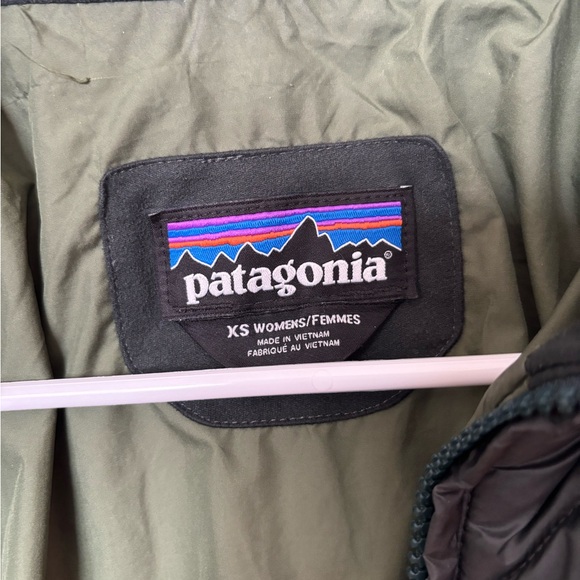 patagonia®
XS WOMENS/FEMMES
MADE IN VIETNAM
FABRIQUÉ AU VIETNAM